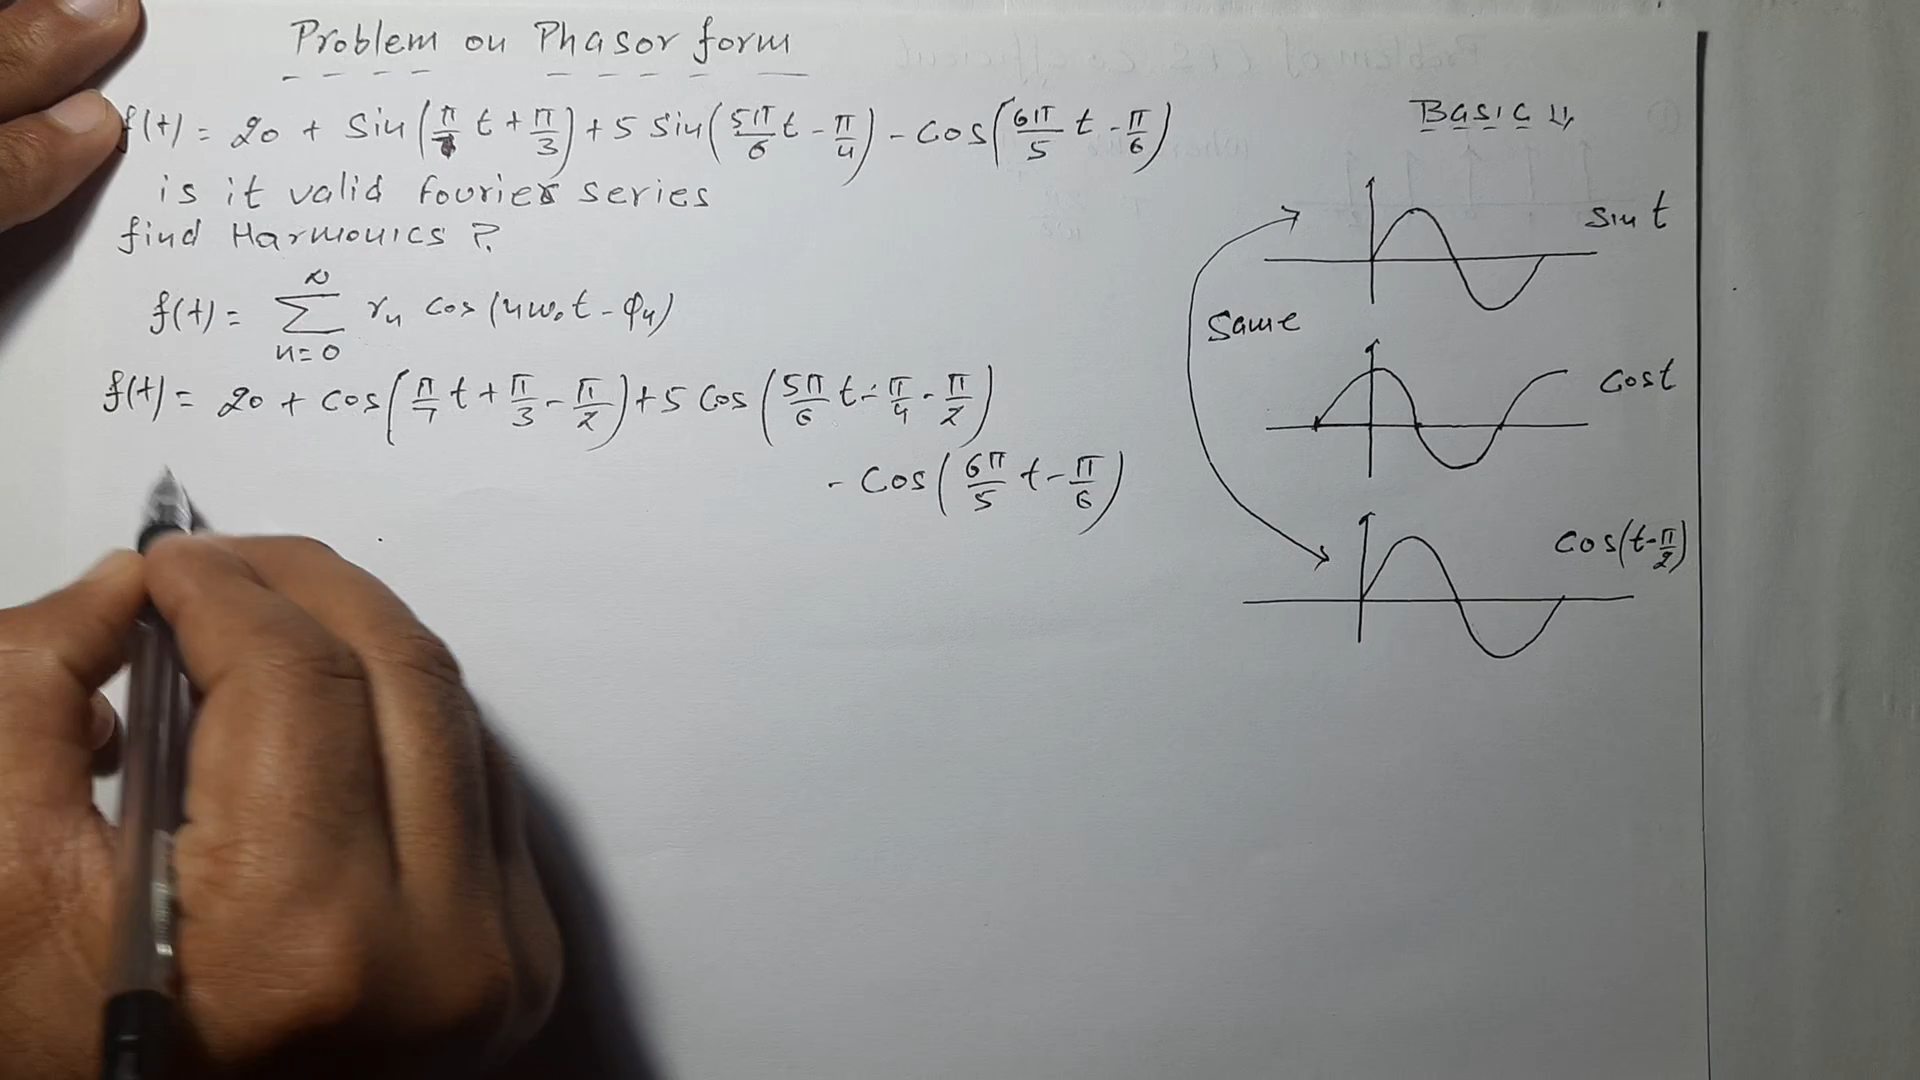 Problem on Phasor form
f(t) = 20 + Sin(π/7 t + π/3) + 5 Sin(5π/6 t - π/4) - Cos(6π/5 t - π/6)
is it valid fourier series
find Harmonics ?
f(t) = ∑_{n=0}^{∞} r_n cos(nω₀t - φ_n)
f(t) = 20 + cos(π/7 t + π/3 - π/2) + 5 Cos(5π/6 t - π/4 - π/2)
- Cos(6π/5 t - π/6)
BASIC
Sin t
Same
Cost
Cos(t-π/2)